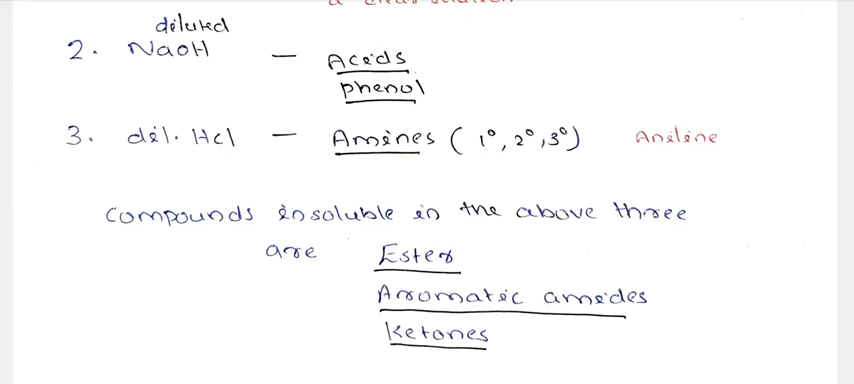 diluted
2. NaoH — Acids
phenol
3. dil. Hcl — Amines ( 1°, 2°, 3°) Aniline
compounds insoluble in the above three
are Ester
Aromatic amides
Ketones